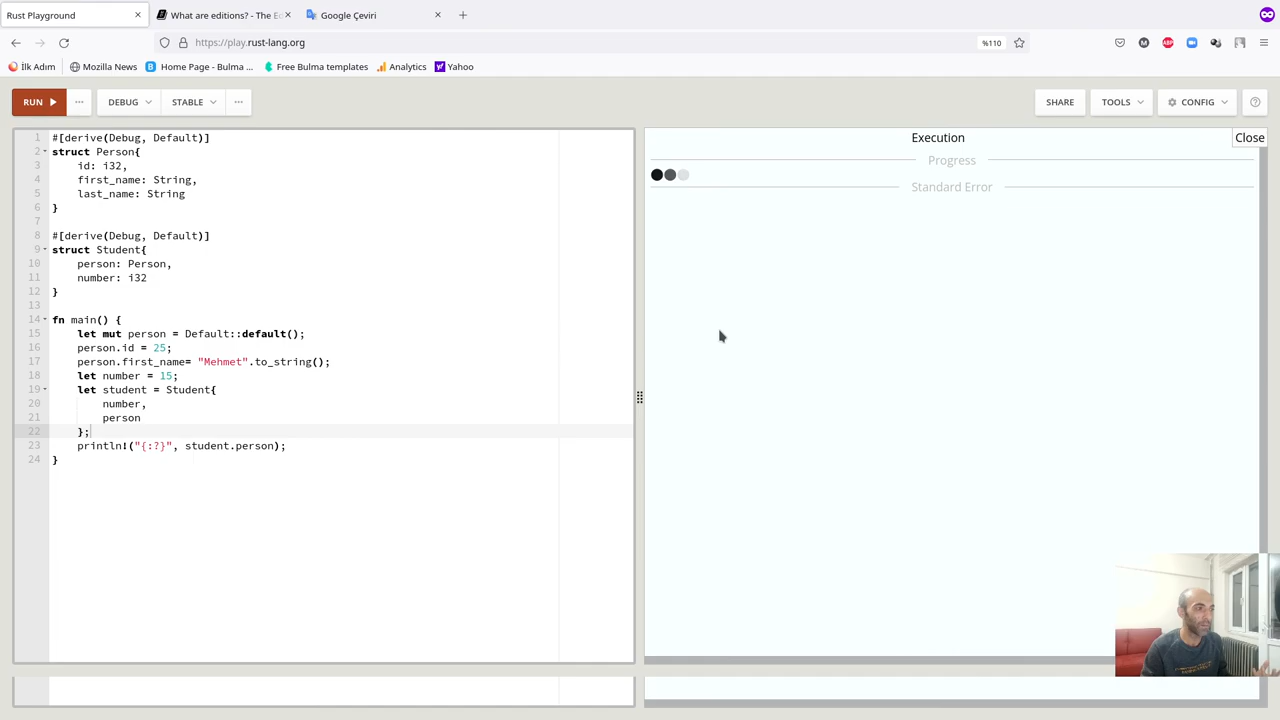 Rust Playground
What are editions? - The Ed
Google Çeviri
https://play.rust-lang.org
%110
İlk Adım
Mozilla News
Home Page - Bulma ...
Free Bulma templates
Analytics
Yahoo
RUN
DEBUG
STABLE
SHARE
TOOLS
CONFIG
1 #[derive(Debug, Default)]
2 struct Person{
3 id: i32,
4 first_name: String,
5 last_name: String
6 }
7
8 #[derive(Debug, Default)]
9 struct Student{
10 person: Person,
11 number: i32
12 }
13
14 fn main() {
15 let mut person = Default::default();
16 person.id = 25;
17 person.first_name= "Mehmet".to_string();
18 let number = 15;
19 let student = Student{
20 number,
21 person
22 };
23 println!("{:?}", student.person);
24 }
Execution
Close
Progress
Standard Error